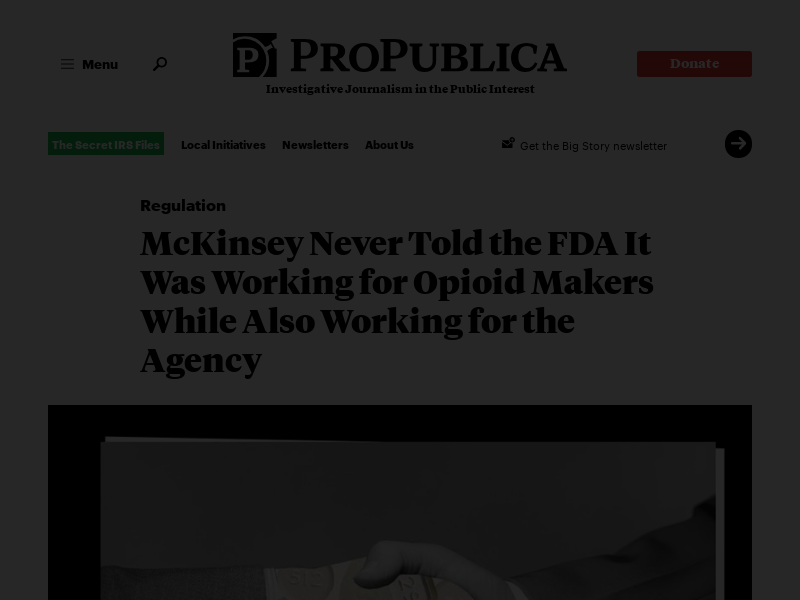 Menu
PROPUBLICA
Donate
Investigative Journalism in the Public Interest
The Secret IRS Files
Local Initiatives
Newsletters
About Us
Get the Big Story newsletter
Regulation
McKinsey Never Told the FDA It
Was Working for Opioid Makers
While Also Working for the
Agency